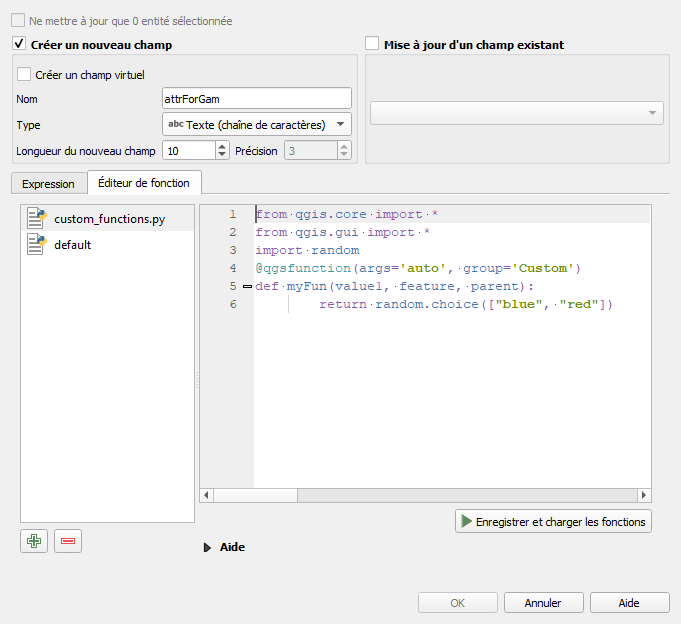 Ne mettre à jour que 0 entité sélectionnée
Créer un nouveau champ
Mise à jour d'un champ existant
Créer un champ virtuel
Nom
attrForGam
Type
abc Texte (chaîne de caractères)
Longueur du nouveau champ
10
Précision
3
Expression
Éditeur de fonction
custom_functions.py
default
1 from qgis.core import *
2 from qgis.gui import *
3 import random
4 @qgsfunction(args='auto', group='Custom')
5 def myFun(value1, feature, parent):
6 return random.choice(["blue", "red"])
Enregistrer et charger les fonctions
Aide
OK
Annuler
Aide